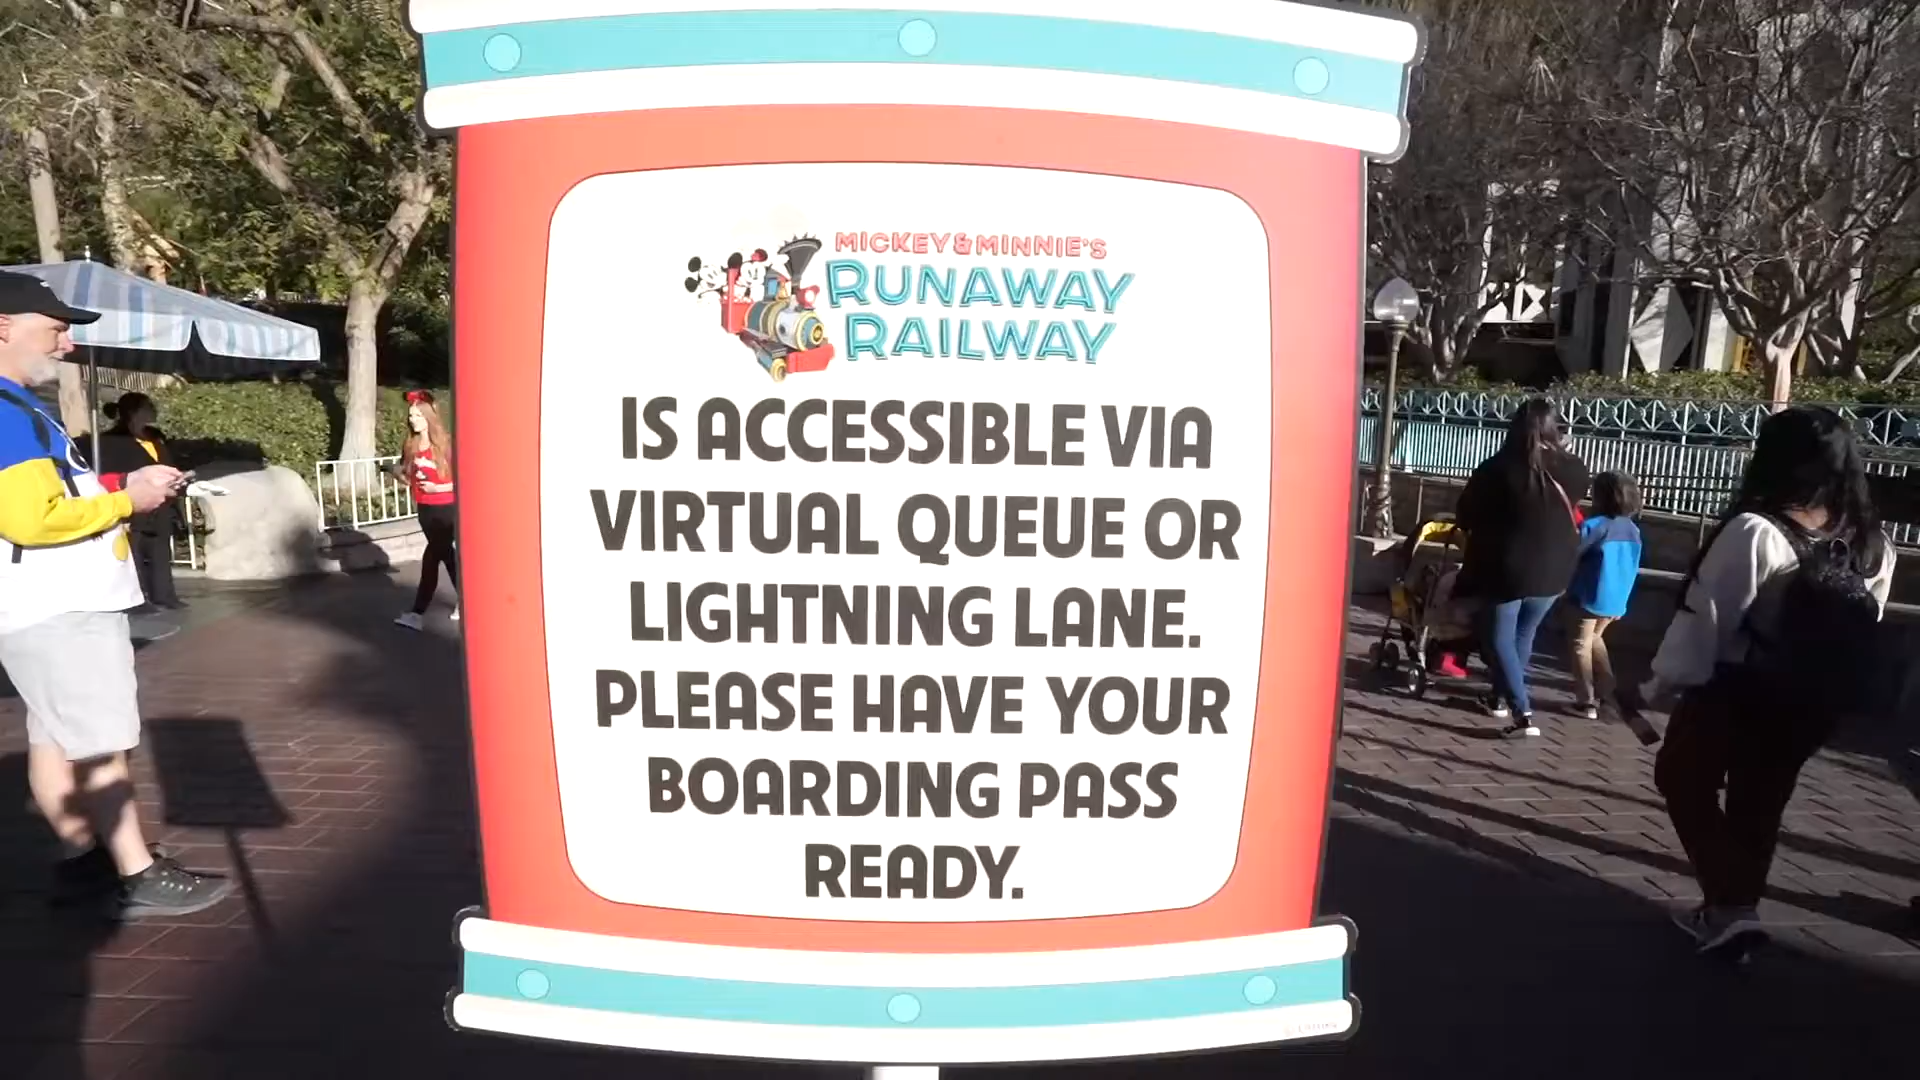 MICKEY & MINNIE'S
RUNAWAY
RAILWAY
IS ACCESSIBLE VIA
VIRTUAL QUEUE OR
LIGHTNING LANE.
PLEASE HAVE YOUR
BOARDING PASS
READY.